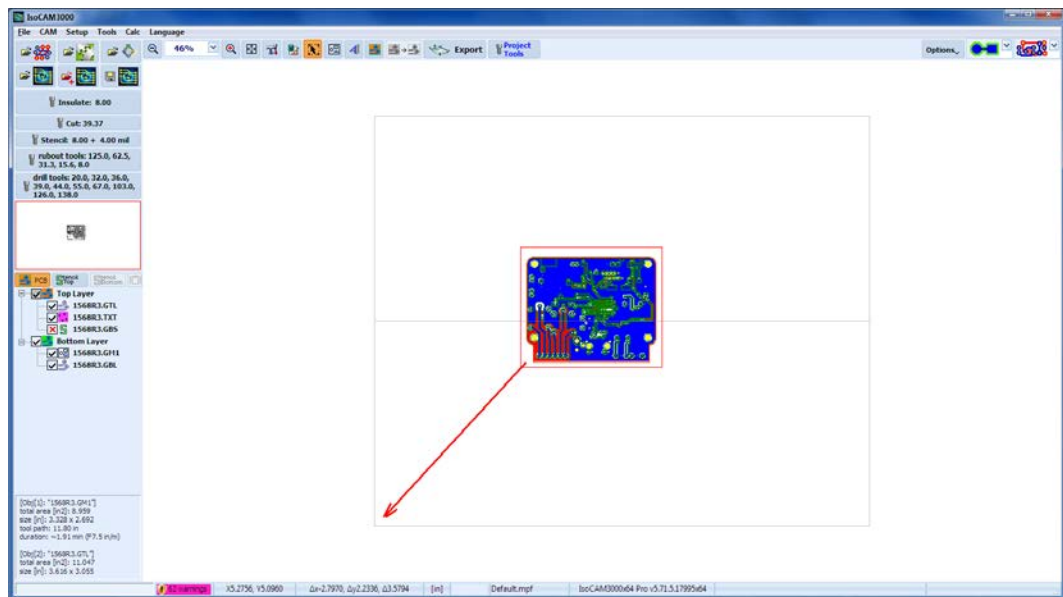 IsoCAM3000
File CAM Setup Tools Calc Language
46%
Export
Project
Tools
Options
Insulate: 8.00
Cut: 39.37
Stencil: 8.00 + 4.00 mil
rubout tools: 125.0, 62.5,
31.3, 15.6, 8.0
drill tools: 20.0, 32.0, 36.0,
39.0, 44.0, 55.0, 67.0, 103.0,
126.0, 138.0
PCB Stencil
Top
Stencil
Bottom
Top Layer
1568R3.GTL
1568R3.TXT
1568R3.GBS
Bottom Layer
1568R3.GM1
1568R3.GBL
[Obj[1]: "1568R3.GM1"]
total area [in2]: 8.959
size [in]: 3.328 x 2.692
tool path: 11.80 in
duration: ~1.91 min (F7.5 in/m)
[Obj[2]: "1568R3.GTL"]
total area [in2]: 11.047
size [in]: 3.616 x 3.055
62 warnings X5.2756, Y5.0960 Δx-2.7970, Δy2.2336, Δ3.5794 [in] Default.mpf IsoCAM3000x64 Pro v5.71.5.17995x64